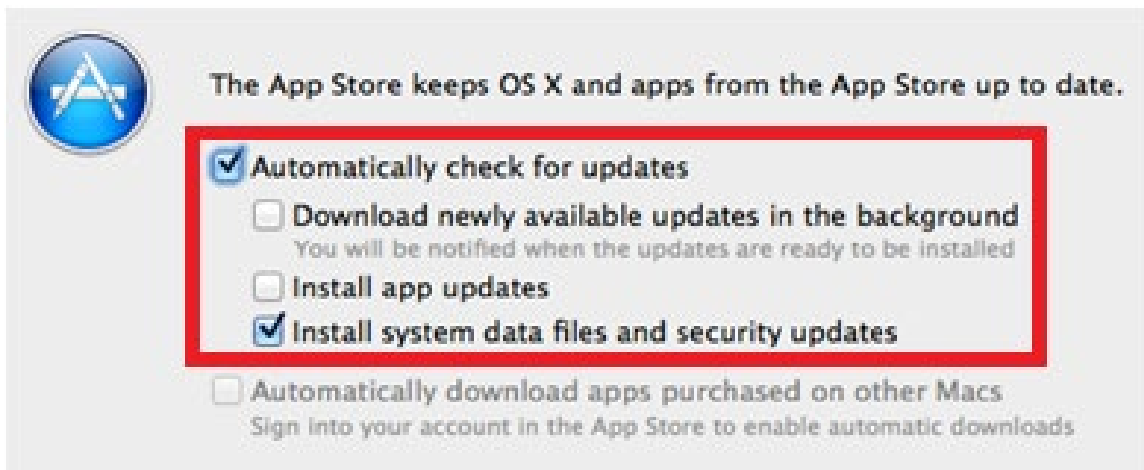 The App Store keeps OS X and apps from the App Store up to date.
Automatically check for updates
Download newly available updates in the background
You will be notified when the updates are ready to be installed
Install app updates
Install system data files and security updates
Automatically download apps purchased on other Macs
Sign into your account in the App Store to enable automatic downloads